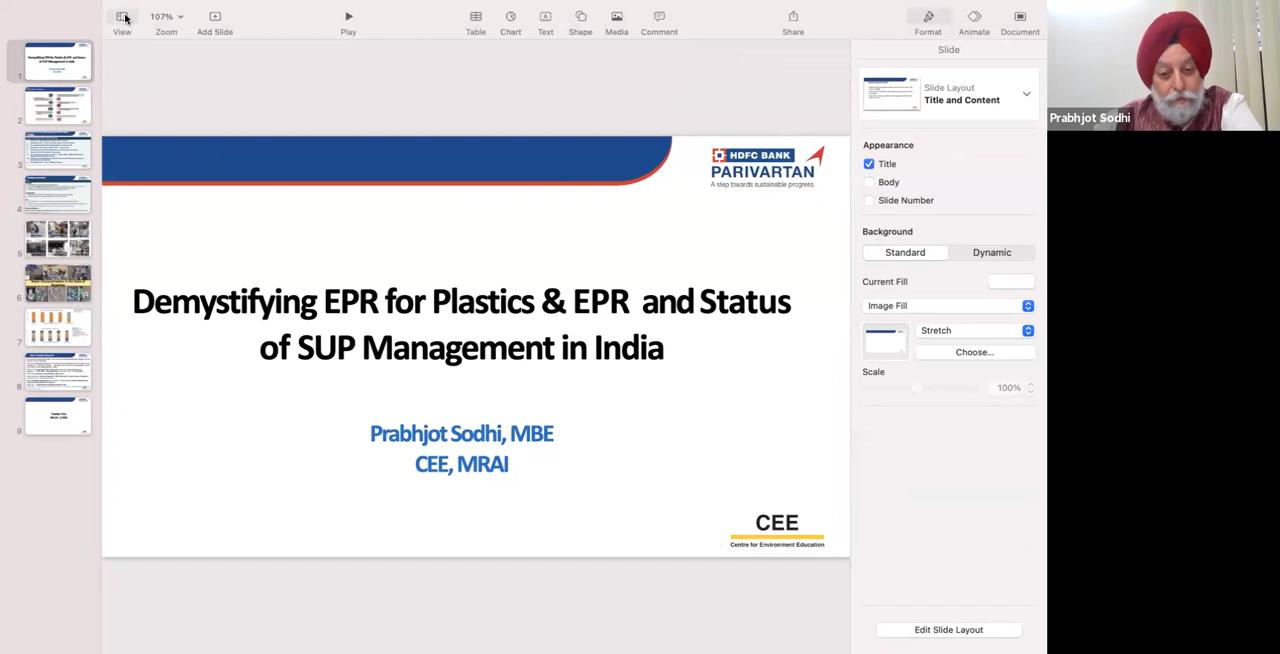 107%
View
Zoom
Add Slide
Play
Table
Chart
Text
Shape
Media
Comment
Share
Format
Animate
Document
Slide
Slide Layout
Title and Content
Appearance
Title
Body
Slide Number
Background
Standard
Dynamic
Current Fill
Image Fill
Stretch
Choose...
Scale
100%
Edit Slide Layout
1
2
3
4
5
6
7
8
9
HDFC BANK
PARIVARTAN
A step towards sustainable progress
Demystifying EPR for Plastics & EPR and Status
of SUP Management in India
Prabhjot Sodhi, MBE
CEE, MRAI
CEE
Centre for Environment Education
Prabhjot Sodhi